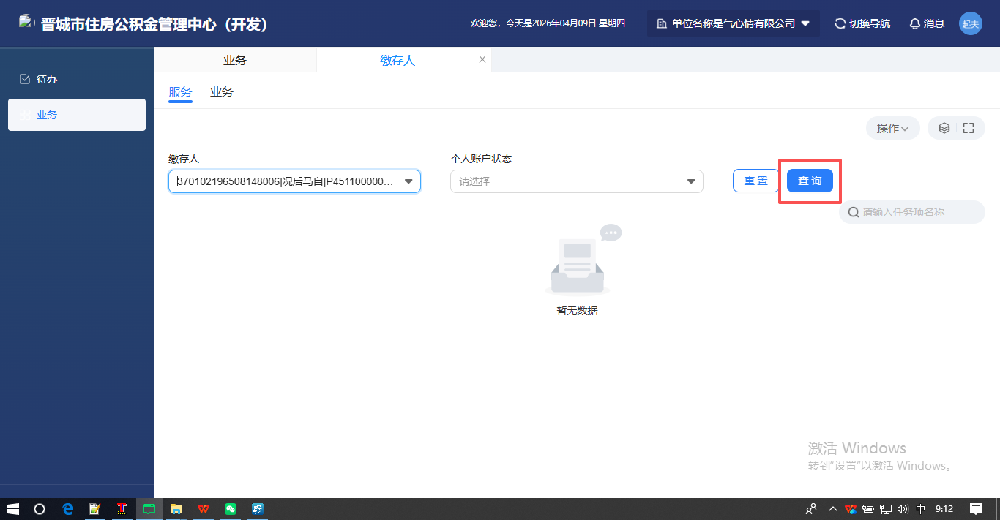 晋城市住房公积金管理中心（开发）
欢迎您，今天是2026年04月09日 星期四
单位名称是气心情有限公司
切换导航
消息
起夫
待办
业务
业务
缴存人
服务
业务
操作
缴存人
个人账户状态
370102196508148006|况后马自|P451100000...
请选择
重 置
查 询
请输入任务项名称
暂无数据
激活 Windows
转到"设置"以激活 Windows。
中
9:12